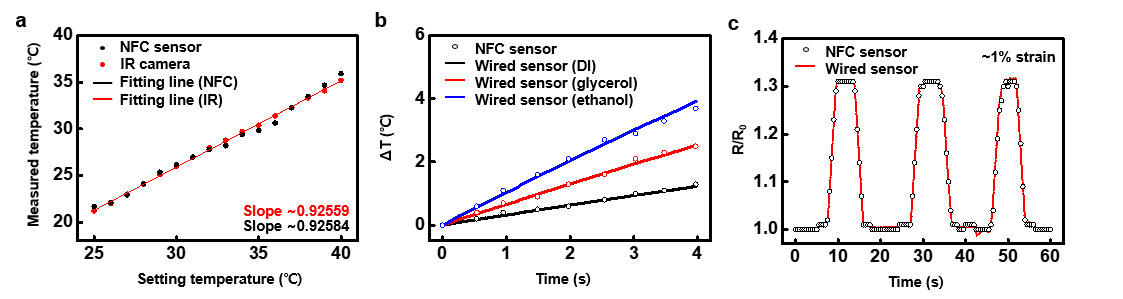 a
Measured temperature (℃)
40
35
30
25
20
NFC sensor
IR camera
Fitting line (NFC)
Fitting line (IR)
Slope ~0.92559
Slope ~0.92584
25 30 35 40
Setting temperature (℃)
b
ΔT (℃)
6
4
2
0
NFC sensor
Wired sensor (DI)
Wired sensor (glycerol)
Wired sensor (ethanol)
0 1 2 3 4
Time (s)
c
R/R0
1.4
1.3
1.2
1.1
1.0
NFC sensor
Wired sensor
~1% strain
0 10 20 30 40 50 60
Time (s)